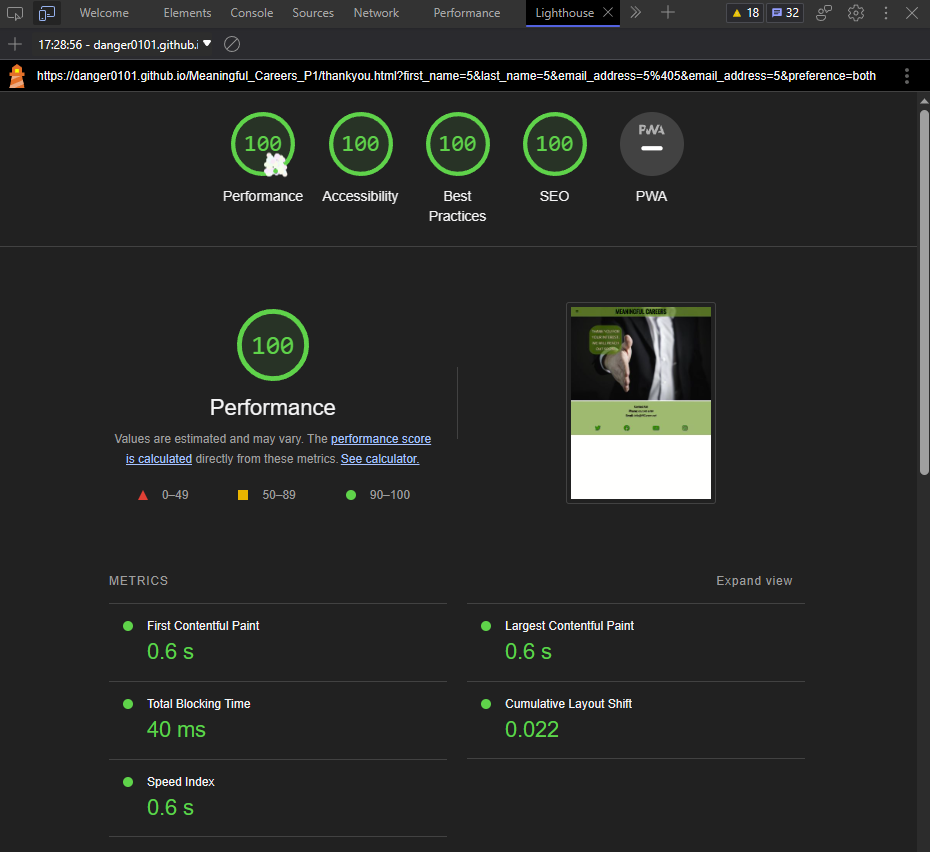 Welcome Elements Console Sources Network Performance Lighthouse 18 32
17:28:56 - danger0101.github.i
https://danger0101.github.io/Meaningful_Careers_P1/thankyou.html?first_name=5&last_name=5&email_address=5%405&email_address=5&preference=both
100 100 100 100 PWA
Performance Accessibility Best Practices SEO PWA
100
Performance
Values are estimated and may vary. The performance score
is calculated directly from these metrics. See calculator.
0–49 50–89 90–100
MEANINGFUL CAREERS
METRICS Expand view
First Contentful Paint
0.6 s
Largest Contentful Paint
0.6 s
Total Blocking Time
40 ms
Cumulative Layout Shift
0.022
Speed Index
0.6 s